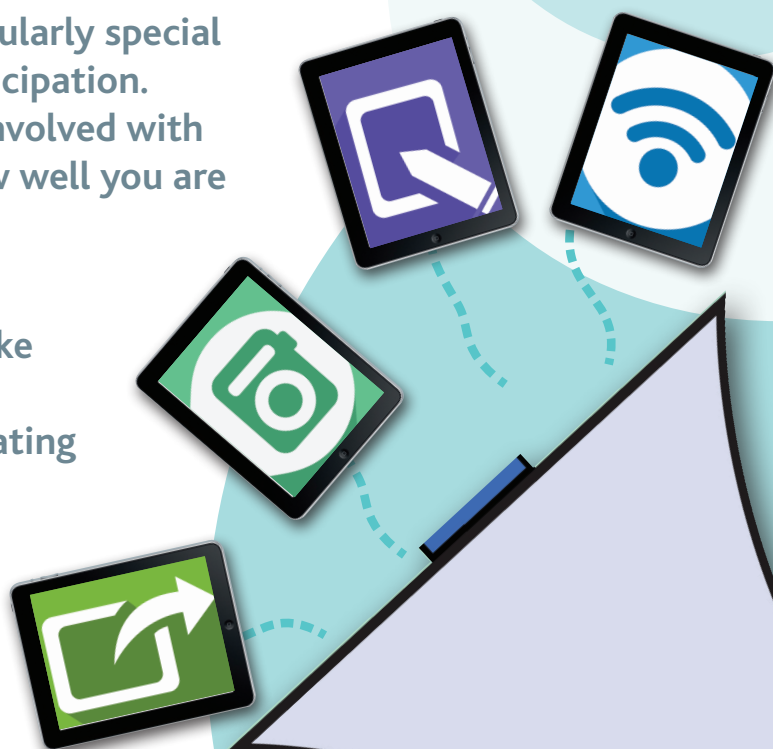 ularly special
cipation.
nvolved with
well you are
ke
ating